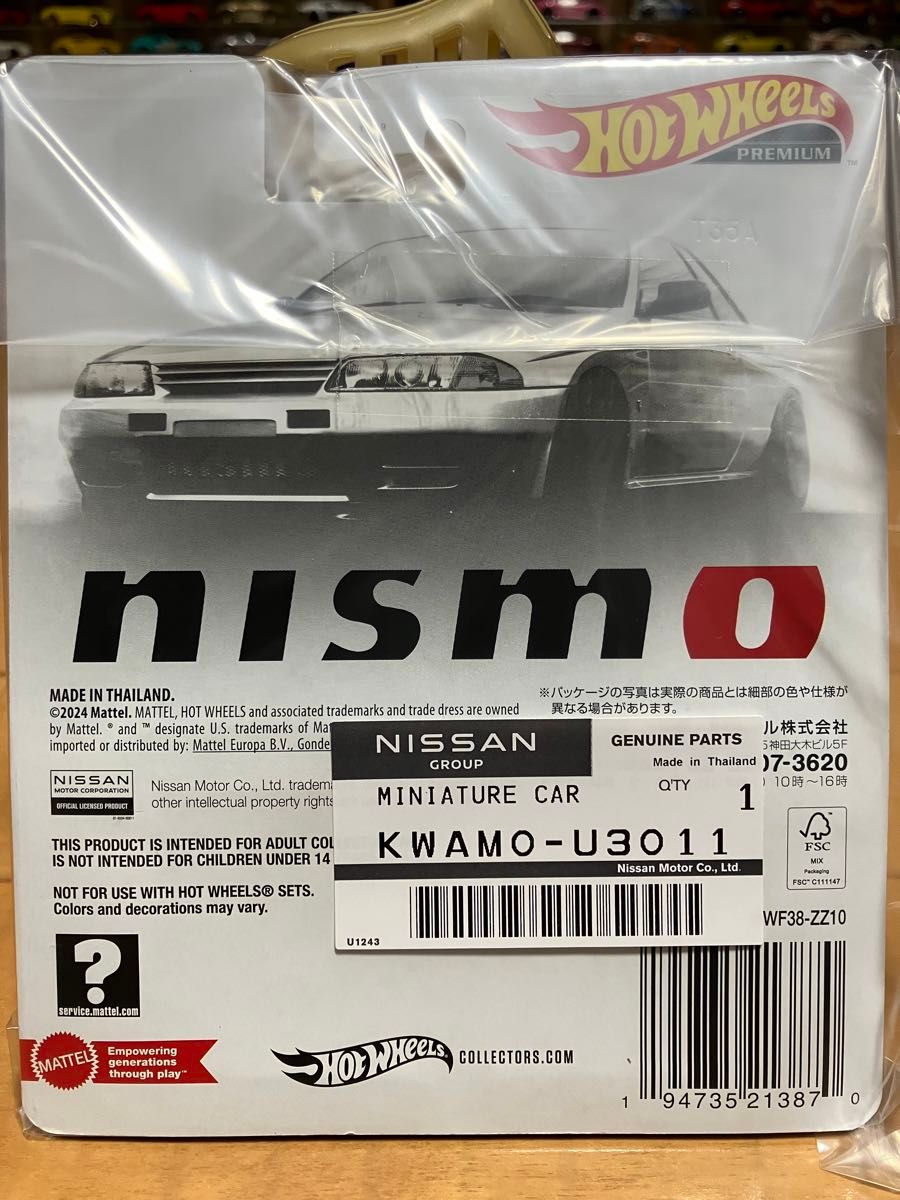 HOT WHEELS
PREMIUM
™
nismo
MADE IN THAILAND.
©2024 Mattel. MATTEL, HOT WHEELS and associated trademarks and trade dress are owned
by Mattel. ® and ™ designate U.S. trademarks of
imported or distributed by: Mattel Europa B.V.,
※パッケージの写真は実際の商品とは細部の色や仕様が
異なる場合があります。
ル株式会社
5神田大木ビル5F
07-3620
10時〜16時
NISSAN
GROUP
GENUINE PARTS
Made in Thailand
MINIATURE CAR
Q'TY
1
KWAM0-U3011
Nissan Motor Co., Ltd.
U1243
NISSAN
MOTOR CORPORATION
OFFICIAL LICENSED PRODUCT
Nissan Motor Co., Ltd.
other intellectual property rights
THIS PRODUCT IS INTENDED FOR ADULT
IS NOT INTENDED FOR CHILDREN UNDER 14
NOT FOR USE WITH HOT WHEELS® SETS.
Colors and decorations may vary.
FSC
MIX
Packaging
FSC™ C111147
WF38-ZZ10
?
service.mattel.com
MATTEL
Empowering
generations
through play™
HOT WHEELS
COLLECTORS.COM
1 94735 21387 0